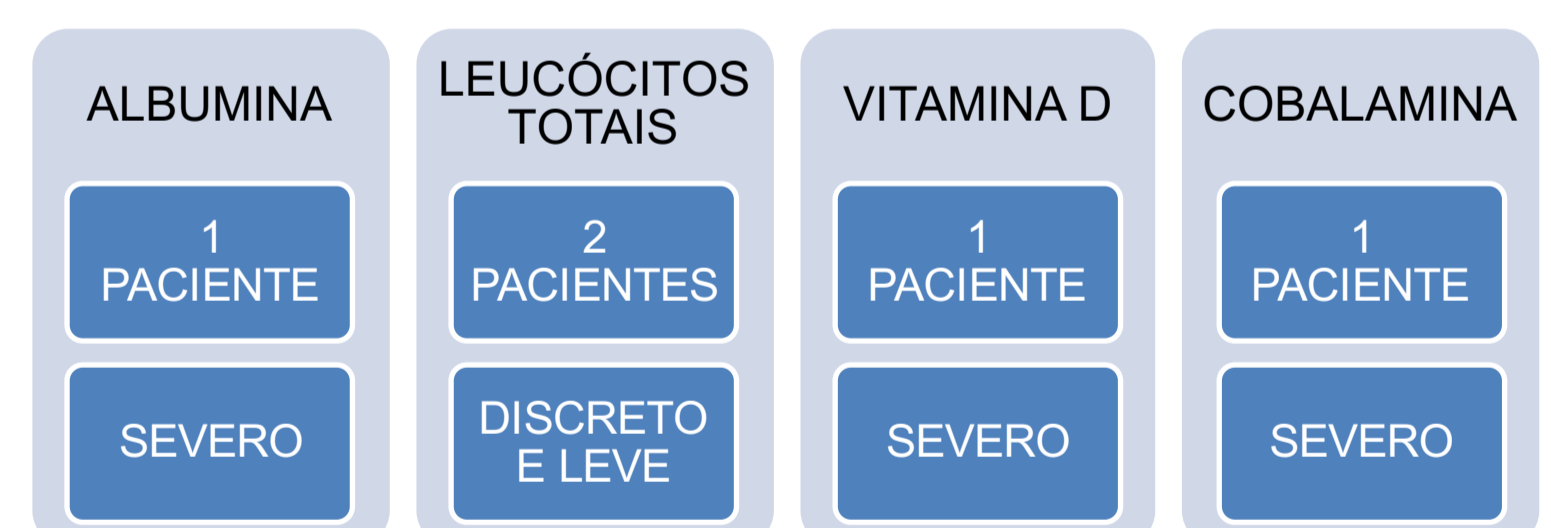 ALBUMINA
1
PACIENTE
SEVERO
LEUCÓCITOS
TOTAIS
2
PACIENTES
DISCRETO
E LEVE
VITAMINA D
1
PACIENTE
SEVERO
COBALAMINA
1
PACIENTE
SEVERO